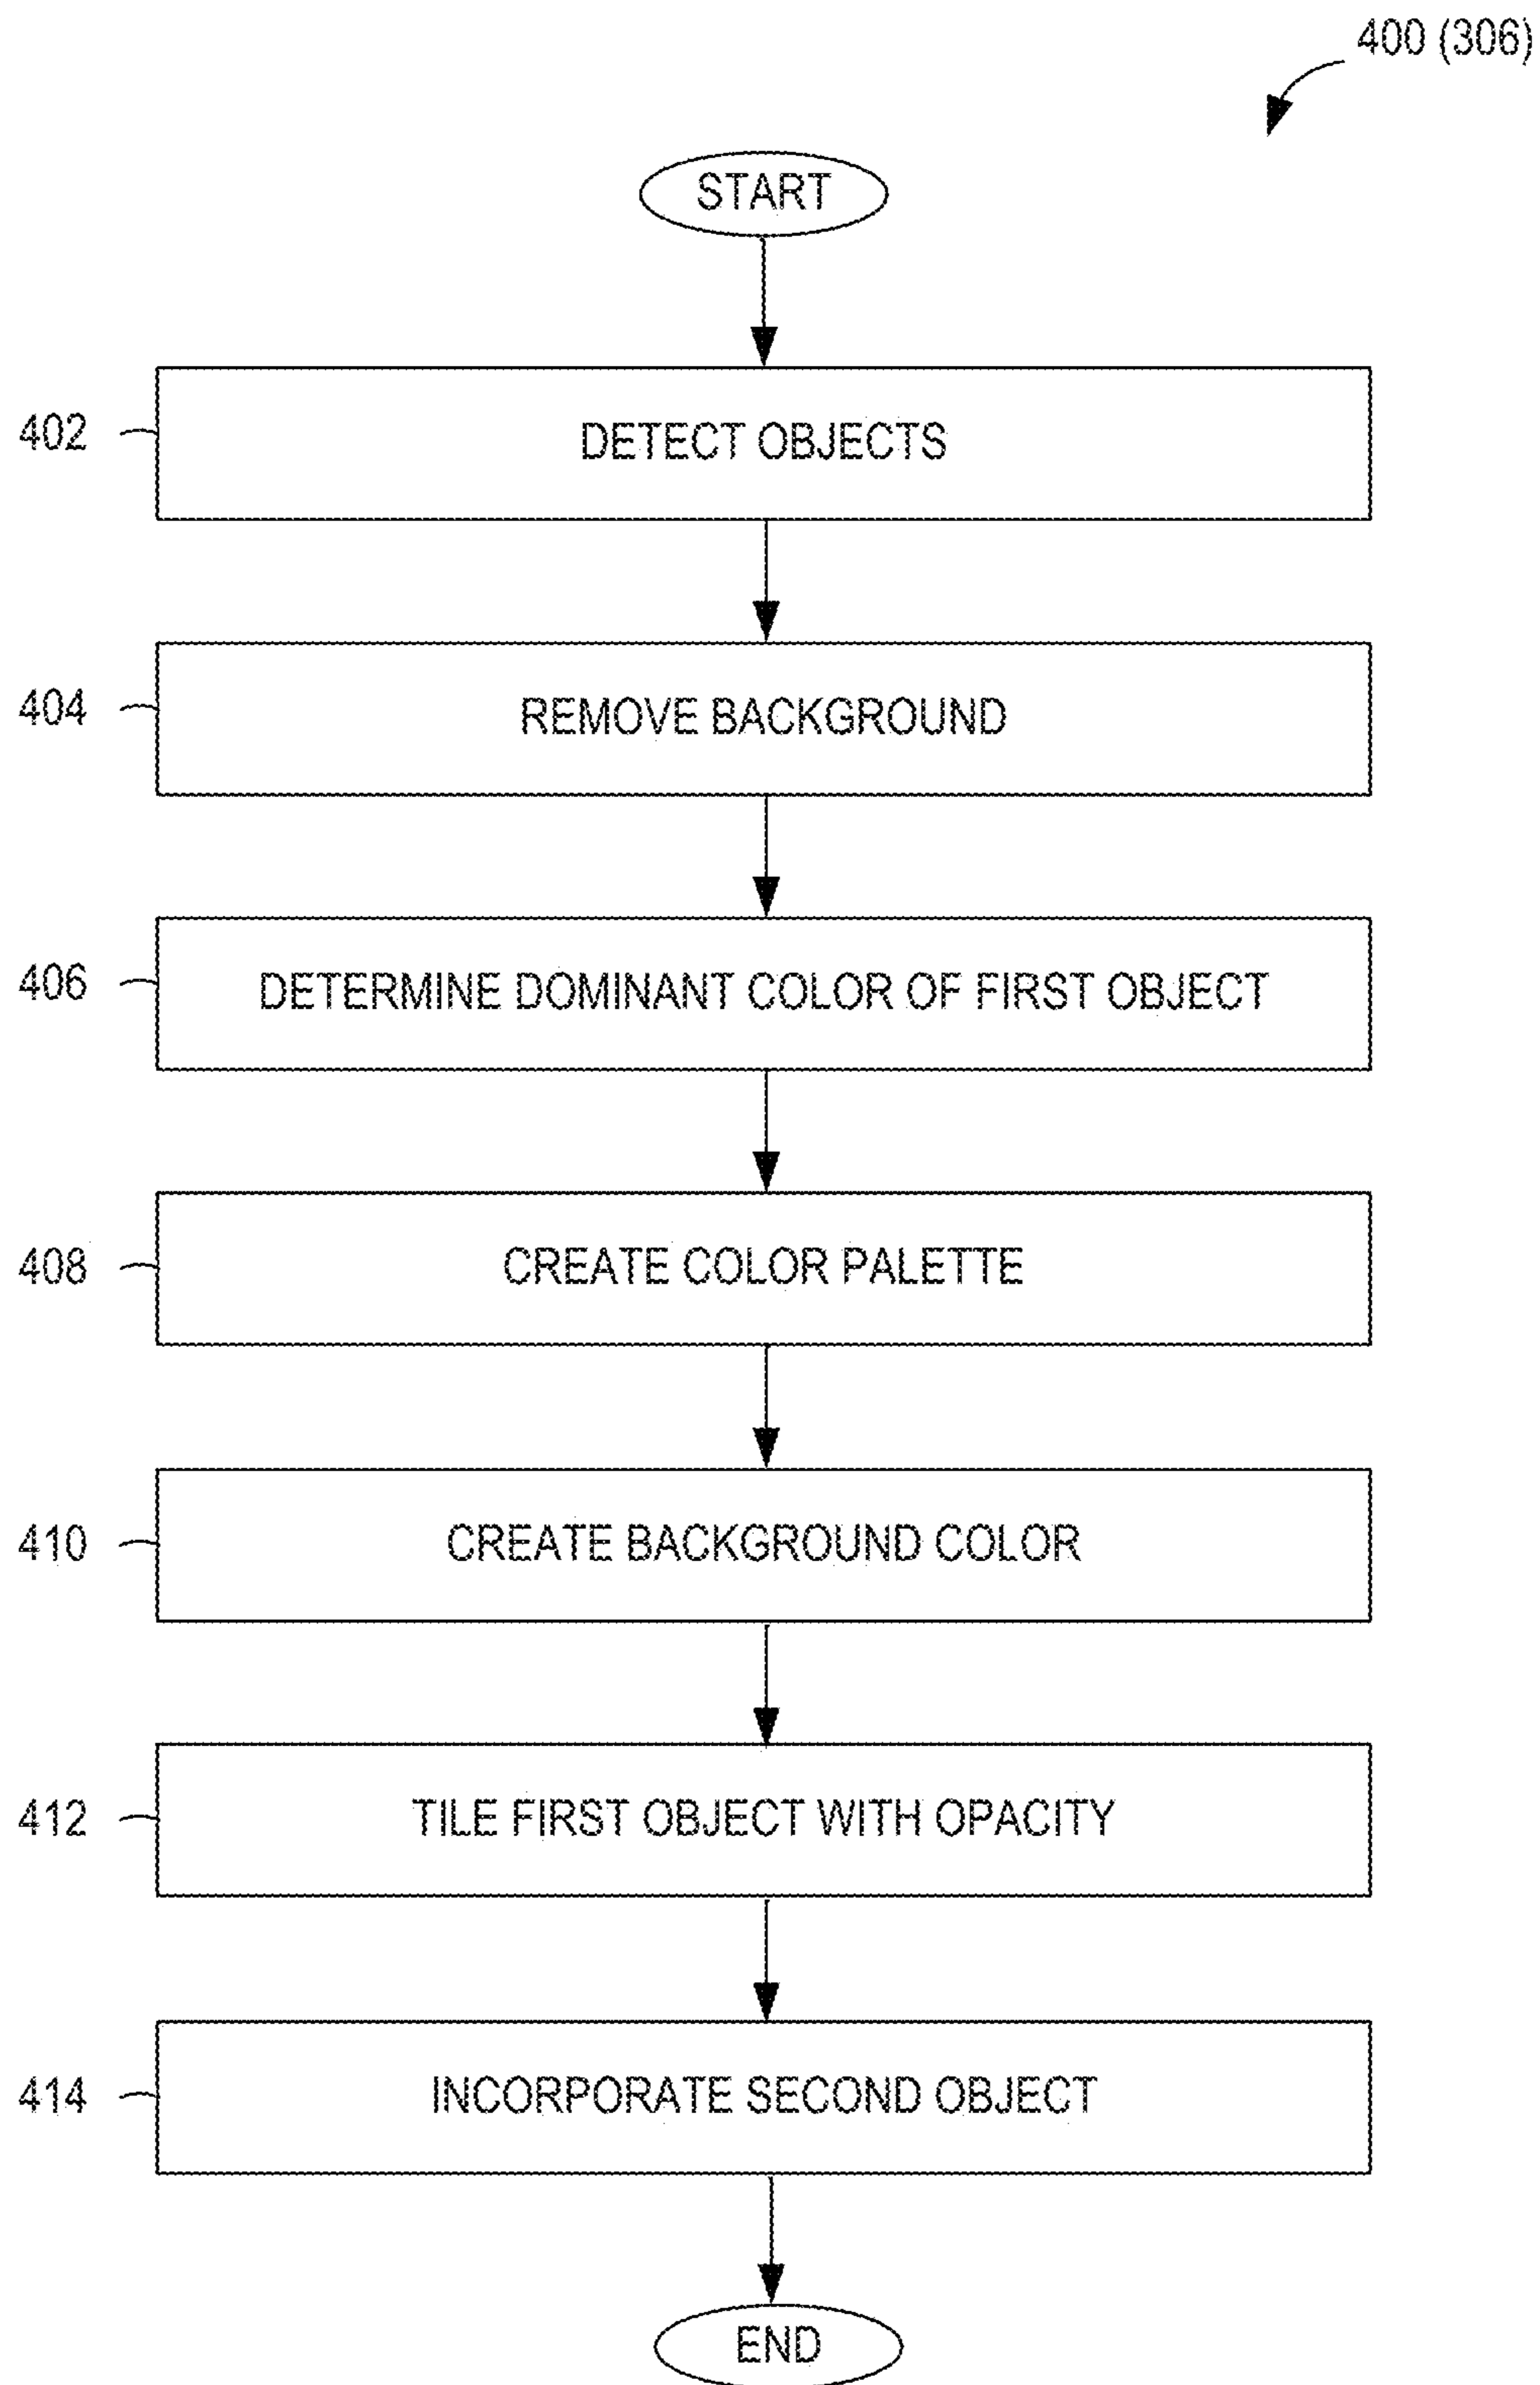 400 (306)
START
402
DETECT OBJECTS
404
REMOVE BACKGROUND
406
DETERMINE DOMINANT COLOR OF FIRST OBJECT
408
CREATE COLOR PALETTE
410
CREATE BACKGROUND COLOR
412
TILE FIRST OBJECT WITH OPACITY
414
INCORPORATE SECOND OBJECT
END